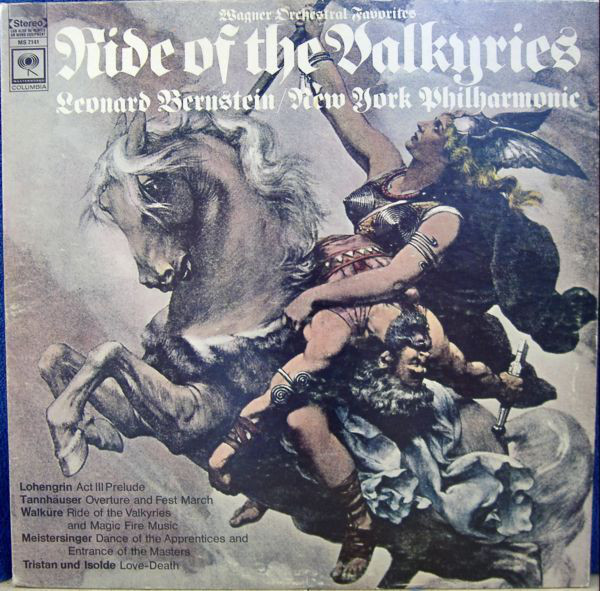 Wagner Orchestral Favorites
Stereo
MS 7141
COLUMBIA
Ride of the Valkyries
Leonard Bernstein/New York Philharmonic
Lohengrin Act III Prelude
Tannhäuser Overture and Fest March
Walküre Ride of the Valkyries
and Magic Fire Music
Meistersinger Dance of the Apprentices and
Entrance of the Masters
Tristan und Isolde Love-Death